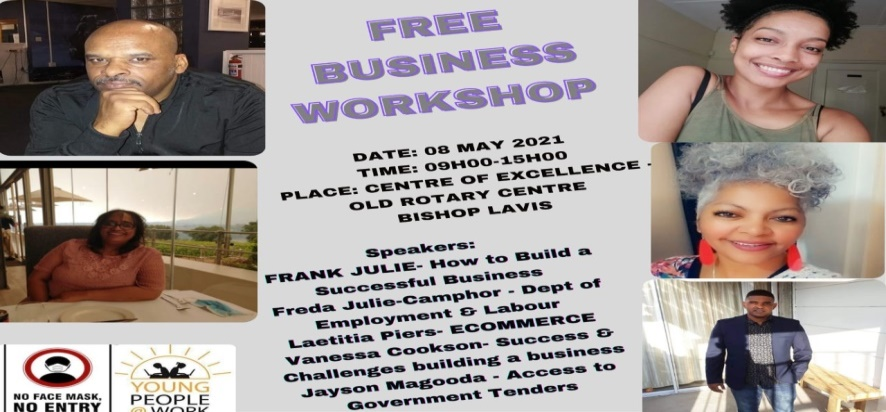 FREE
BUSINESS
WORKSHOP
DATE: 08 MAY 2021
TIME: 09H00-15H00
PLACE: CENTRE OF EXCELLENCE -
OLD ROTARY CENTRE
BISHOP LAVIS
Speakers:
FRANK JULIE- How to Build a
Successful Business
Freda Julie-Camphor - Dept of
Employment & Labour
Laetitia Piers- ECOMMERCE
Vanessa Cookson- Success &
Challenges building a business
Jayson Magooda - Access to
Government Tenders
NO FACE MASK,
NO ENTRY
YOUNG
PEOPLE
@ WORK